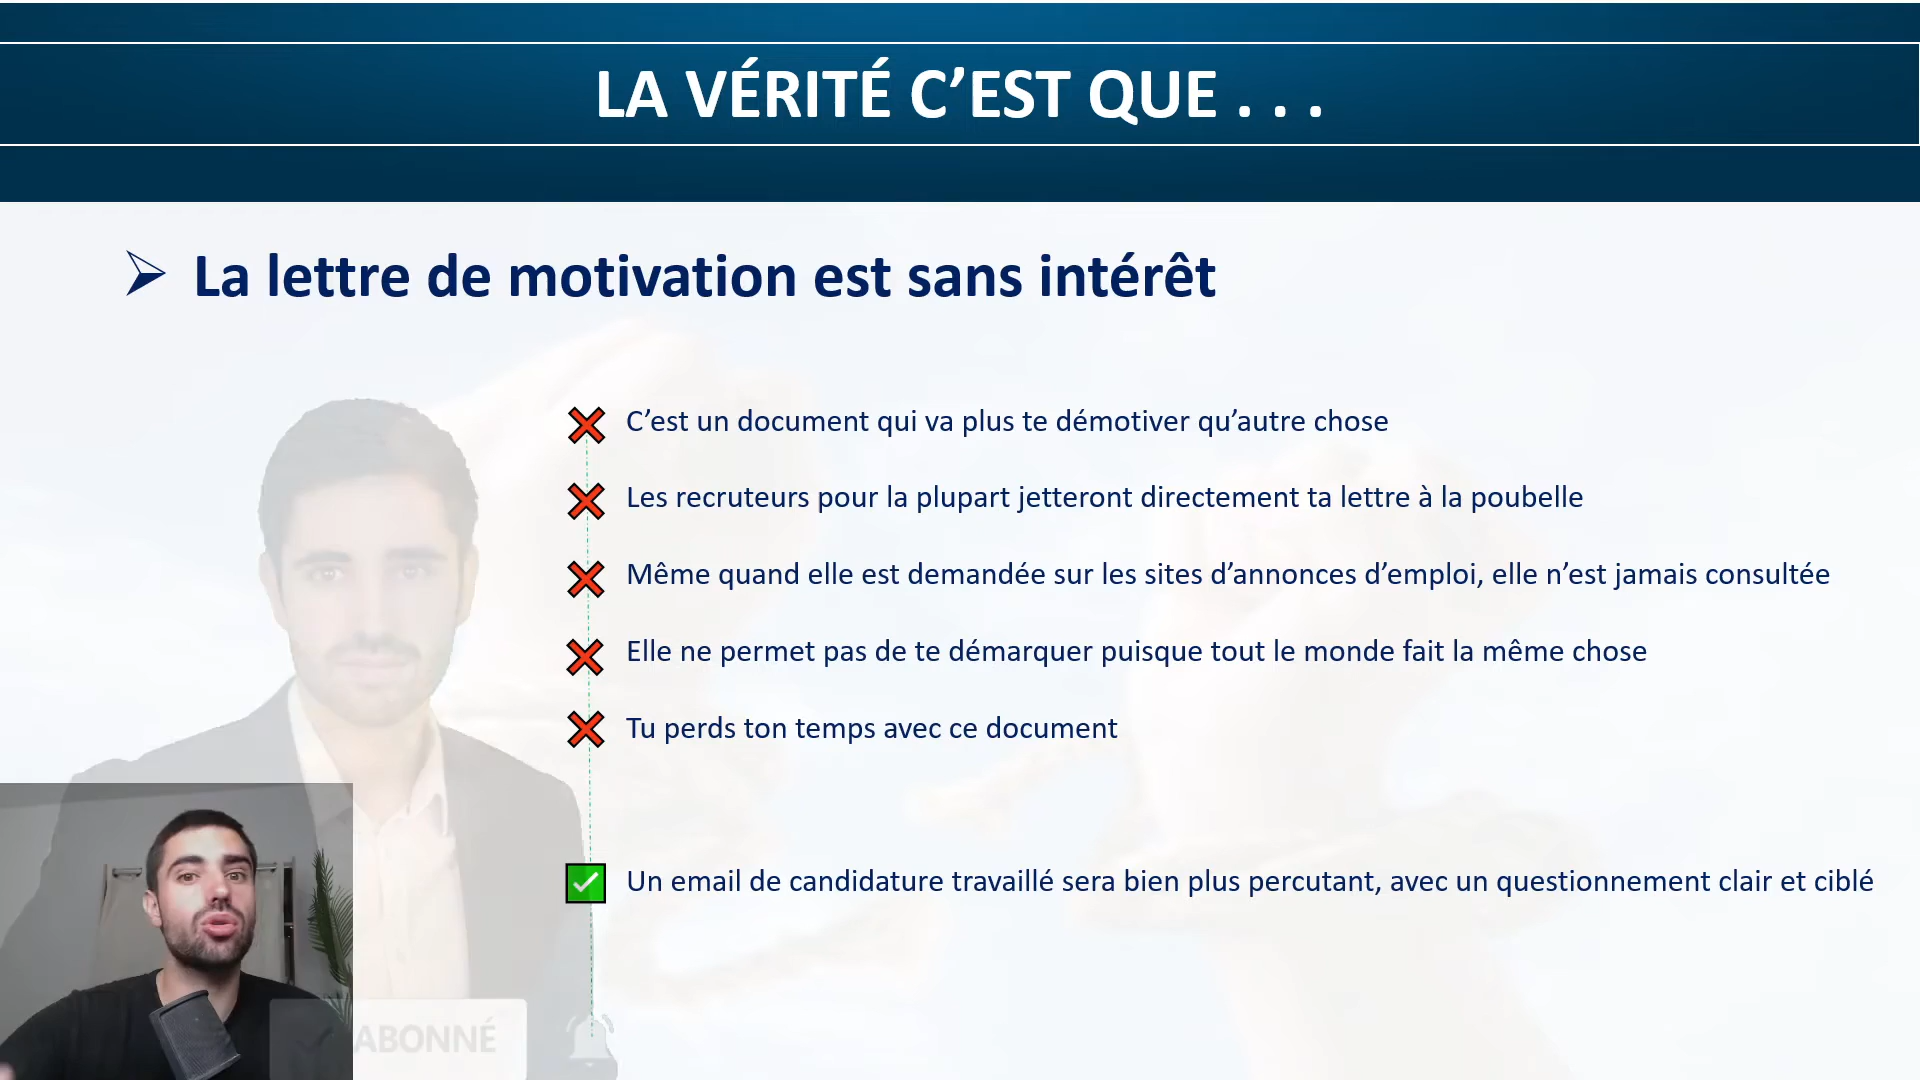 LA VÉRITÉ C’EST QUE . . .
La lettre de motivation est sans intérêt
C’est un document qui va plus te démotiver qu’autre chose
Les recruteurs pour la plupart jetteront directement ta lettre à la poubelle
Même quand elle est demandée sur les sites d’annonces d’emploi, elle n’est jamais consultée
Elle ne permet pas de te démarquer puisque tout le monde fait la même chose
Tu perds ton temps avec ce document
Un email de candidature travaillé sera bien plus percutant, avec un questionnement clair et ciblé
ABONNÉ